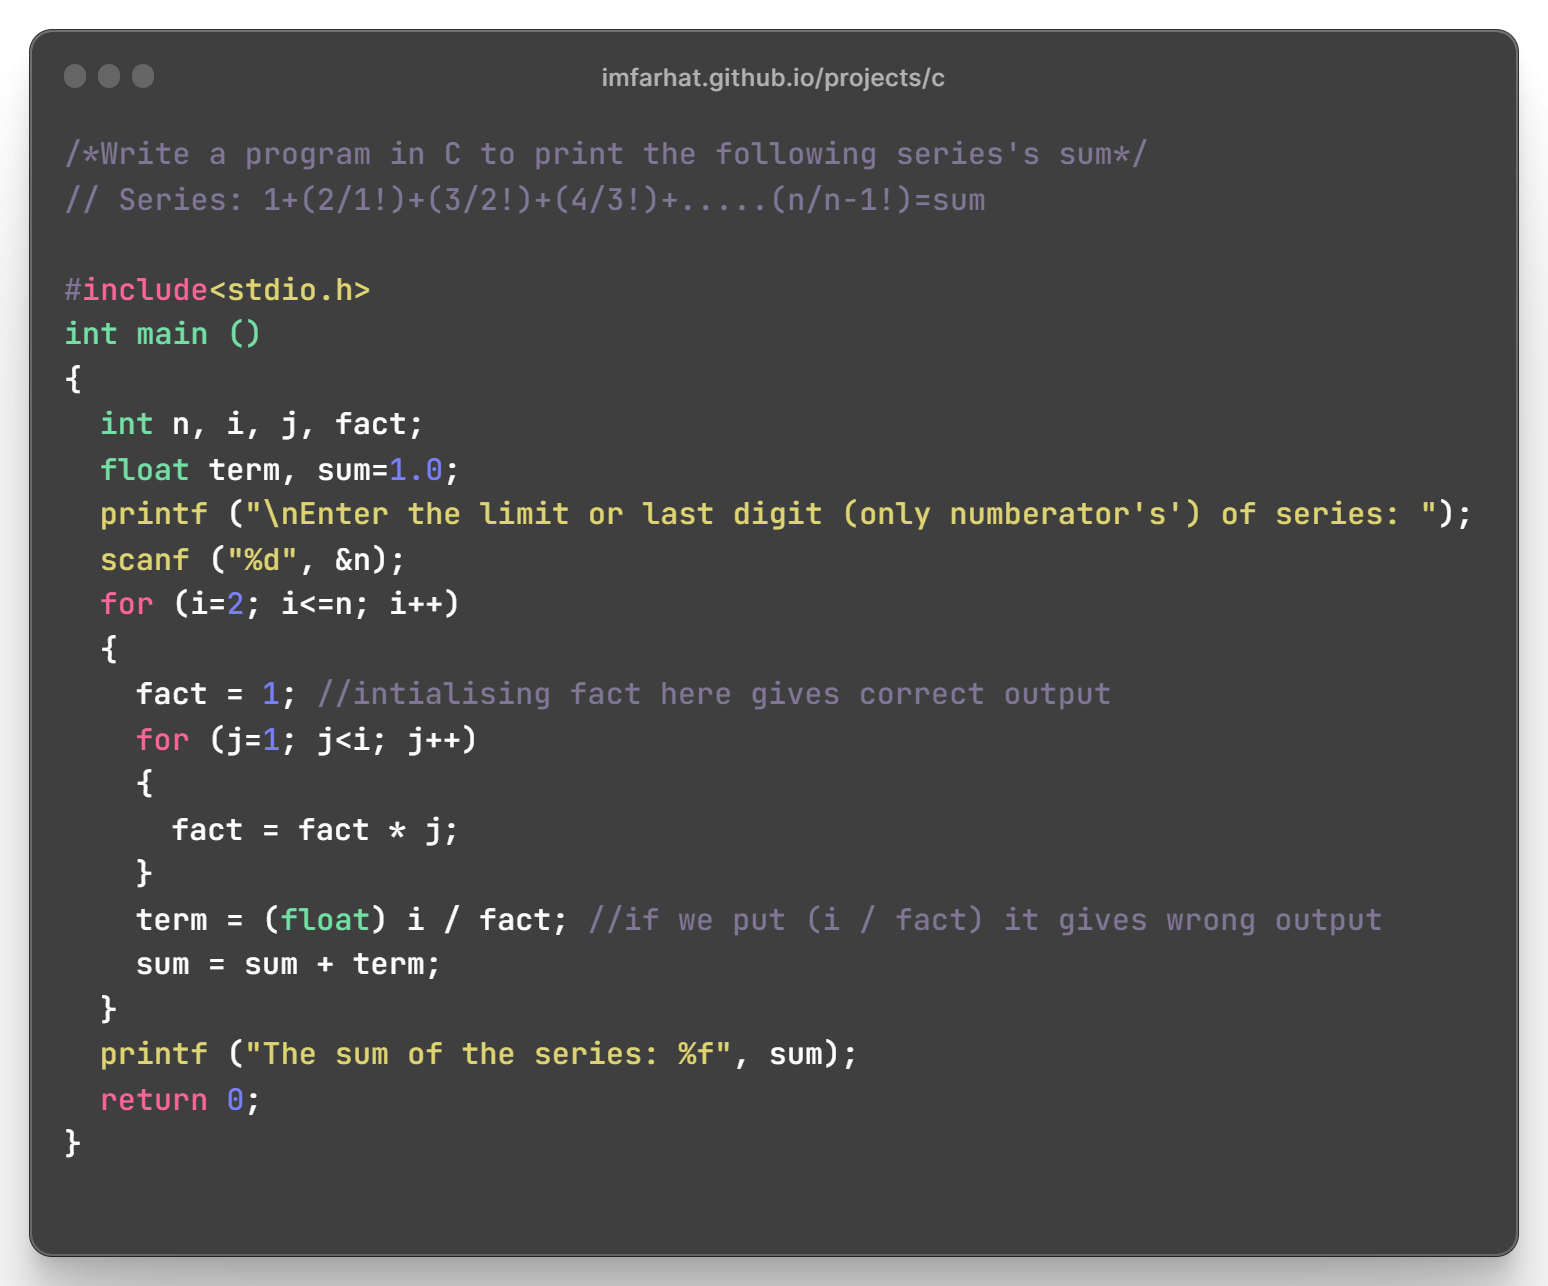 imfarhat.github.io/projects/c
/*Write a program in C to print the following series's sum*/
// Series: 1+(2/1!)+(3/2!)+(4/3!)+.....(n/n-1!)=sum
#include<stdio.h>
int main ()
{
int n, i, j, fact;
float term, sum=1.0;
printf ("\nEnter the limit or last digit (only numberator's') of series: ");
scanf ("%d", &n);
for (i=2; i<=n; i++)
{
fact = 1; //intialising fact here gives correct output
for (j=1; j<i; j++)
{
fact = fact * j;
}
term = (float) i / fact; //if we put (i / fact) it gives wrong output
sum = sum + term;
}
printf ("The sum of the series: %f", sum);
return 0;
}